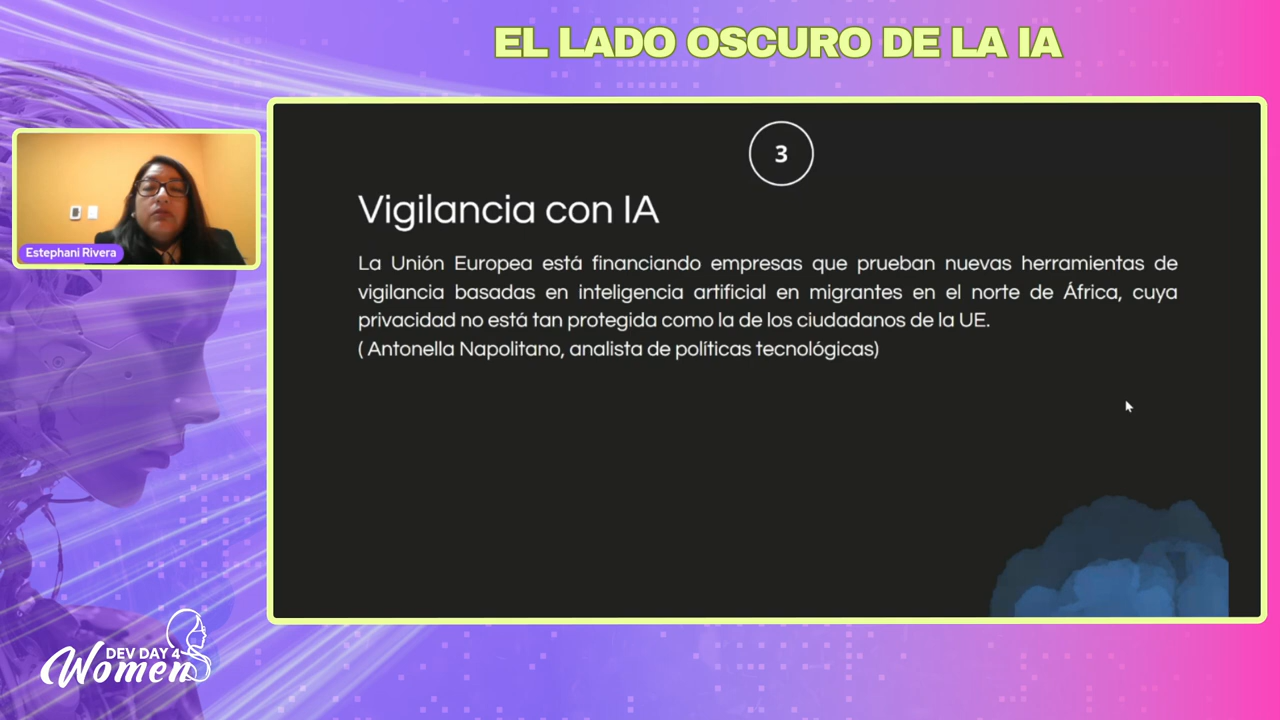 EL LADO OSCURO DE LA IA
3
Vigilancia con IA
La Unión Europea está financiando empresas que prueban nuevas herramientas de
vigilancia basadas en inteligencia artificial en migrantes en el norte de África, cuya
privacidad no está tan protegida como la de los ciudadanos de la UE.
( Antonella Napolitano, analista de políticas tecnológicas)
Estephani Rivera
DEV DAY 4
Women